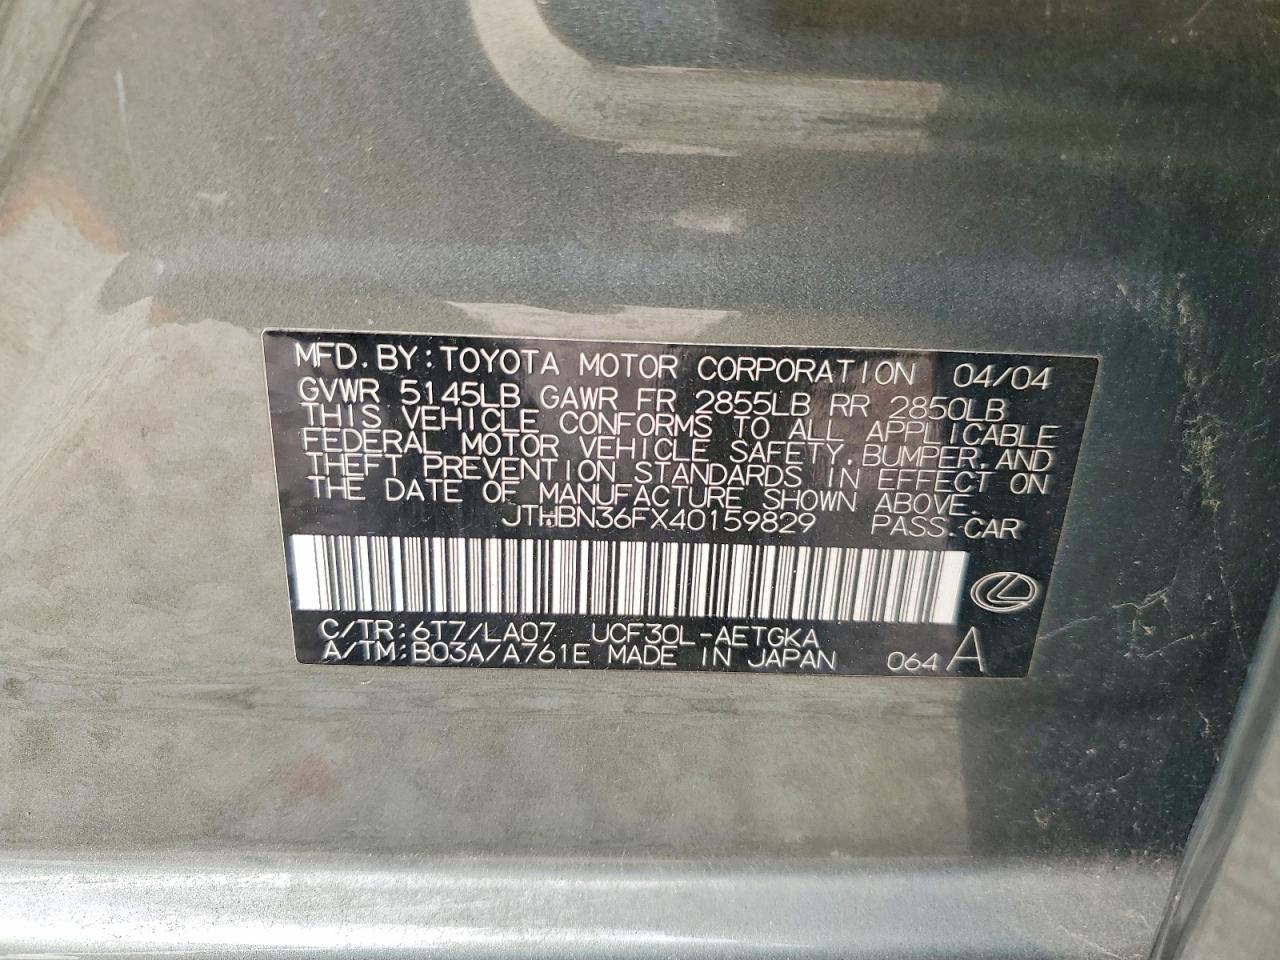 MFD. BY: TOYOTA MOTOR CORPORATION 04/04
GVWR 5145LB GAWR FR 2855LB RR 2850LB
THIS VEHICLE CONFORMS TO ALL APPLICABLE
FEDERAL MOTOR VEHICLE SAFETY, BUMPER, AND
THEFT PREVENTION STANDARDS IN EFFECT ON
THE DATE OF MANUFACTURE SHOWN ABOVE.
JTHBN36FX40159829 PASS. CAR
C/TR: 6T7/LA07 UCF30L-AETGKA
A/TM: B03A/A761E MADE IN JAPAN 064 A